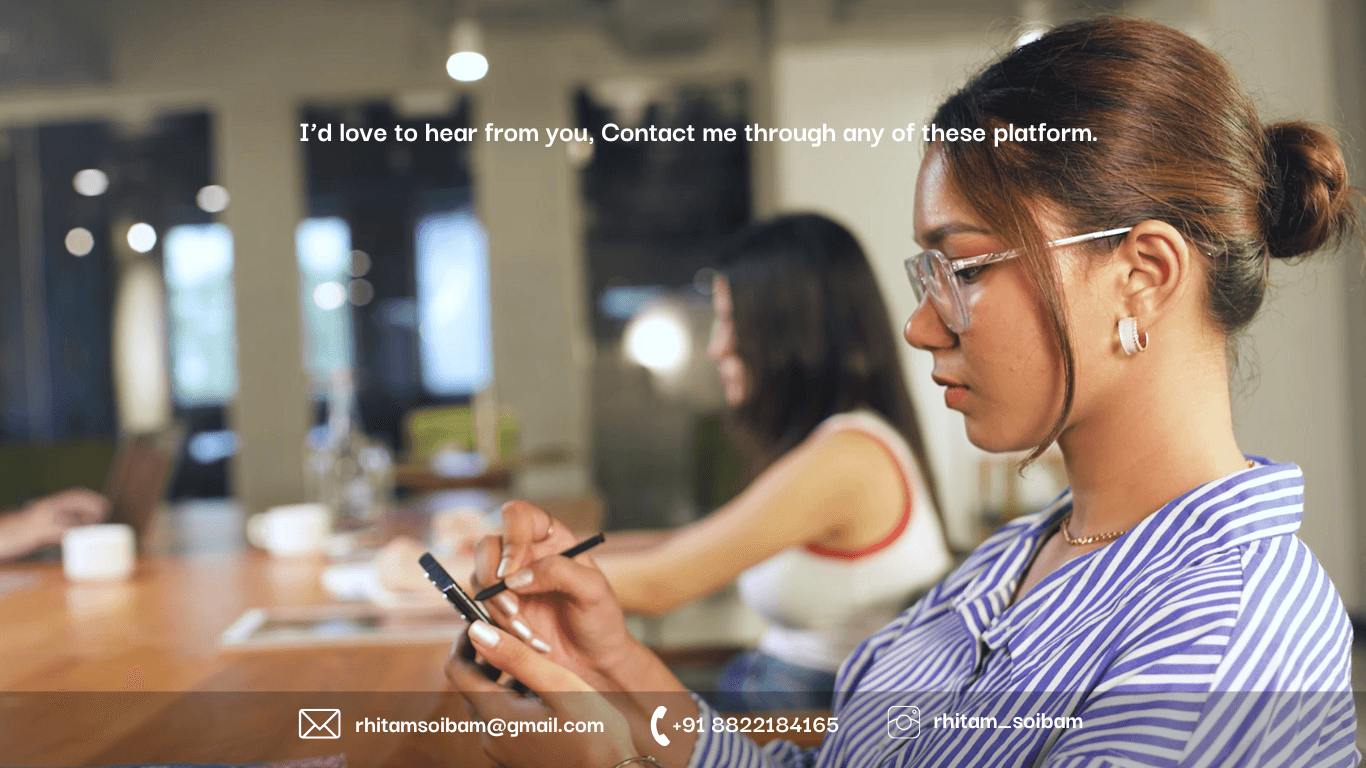 I’d love to hear from you, Contact me through any of these platform.
rhitamsoibam@gmail.com
+91 8822184165
rhitam_soibam